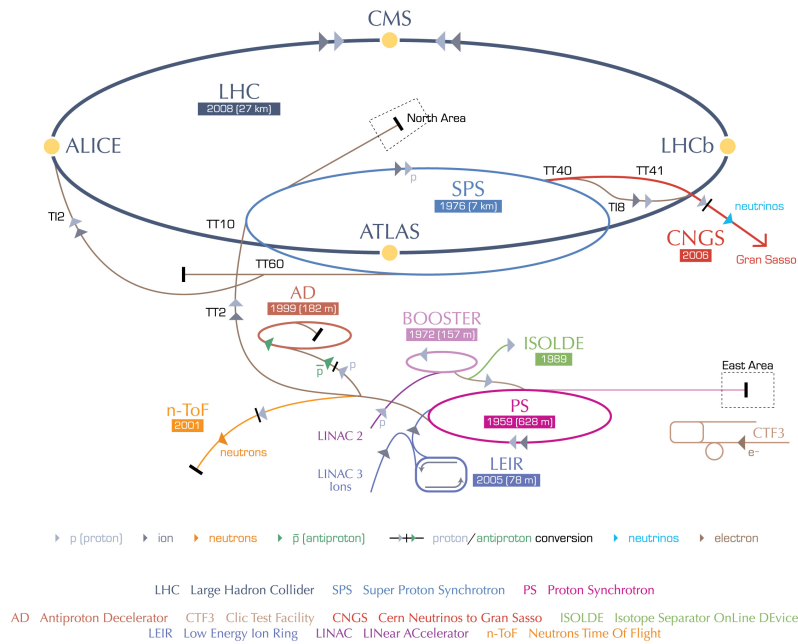 CMS
LHC
2008 (27 km)
North Area
ALICE
LHCb
TT40
TT41
p
SPS
1976 (7 km)
TI8
neutrinos
TI2
TT10
ATLAS
CNGS
2006
Gran Sasso
TT60
AD
1999 (182 m)
TT2
BOOSTER
1972 (157 m)
ISOLDE
1989
p̄
p
East Area
n-ToF
2001
p
PS
1959 (628 m)
LINAC 2
neutrons
CTF3
e–
LEIR
2005 (78 m)
LINAC 3
Ions
p (proton) ion neutrons p̄ (antiproton) proton/antiproton conversion neutrinos electron
LHC Large Hadron Collider SPS Super Proton Synchrotron PS Proton Synchrotron
AD Antiproton Decelerator CTF3 Clic Test Facility CNGS Cern Neutrinos to Gran Sasso ISOLDE Isotope Separator OnLine DEvice
LEIR Low Energy Ion Ring LINAC LINear ACcelerator n-ToF Neutrons Time Of Flight